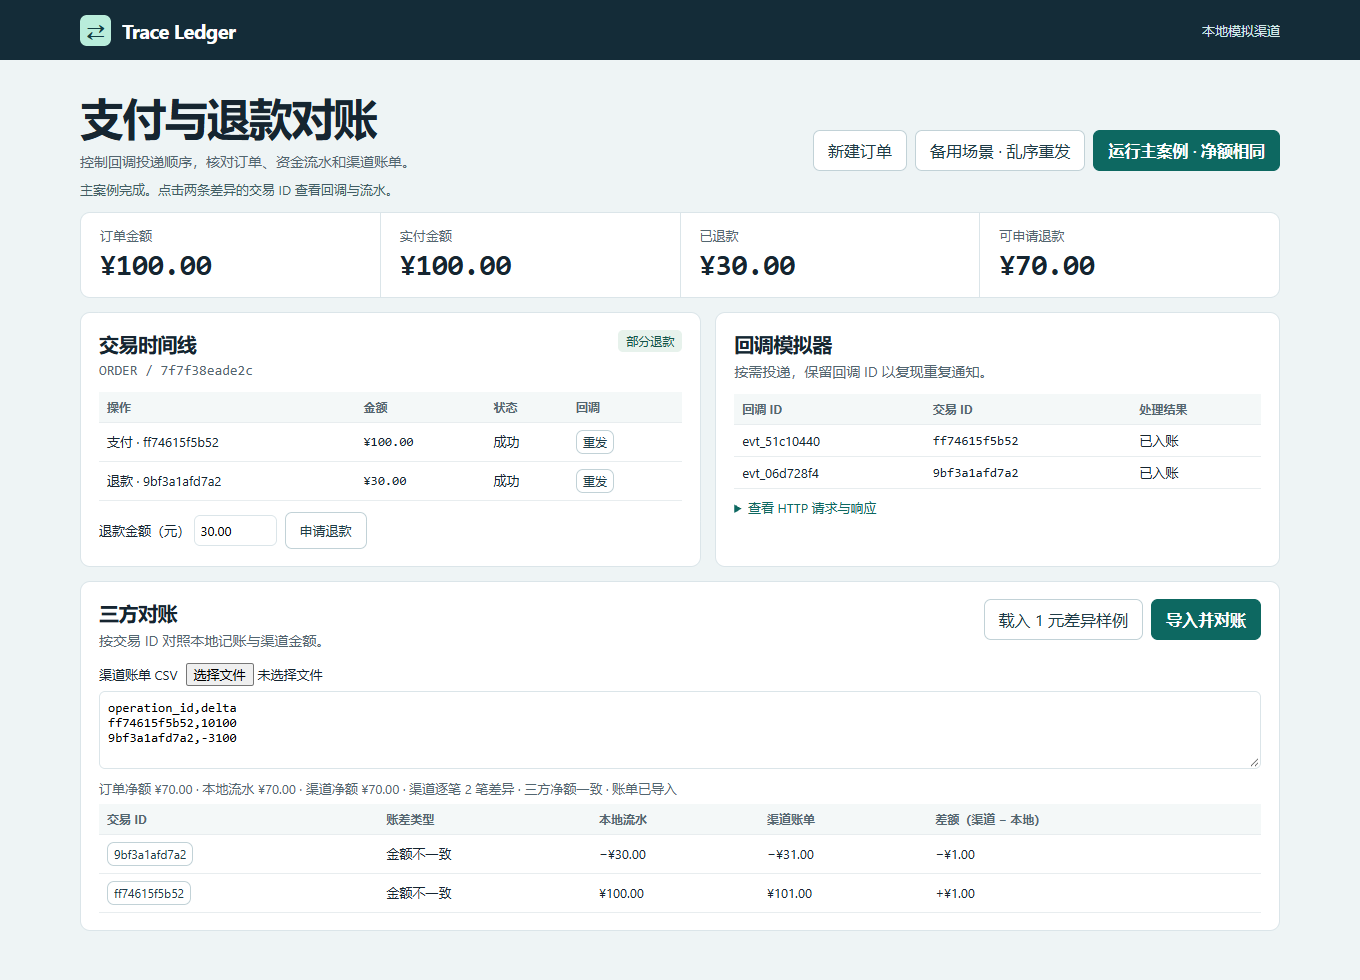 Trace Ledger
本地模拟渠道
支付与退款对账
控制回调投递顺序，核对订单、资金流水和渠道账单。
主案例完成。点击两条差异的交易 ID 查看回调与流水。
新建订单
备用场景 · 乱序重发
运行主案例 · 净额相同
订单金额
¥100.00
实付金额
¥100.00
已退款
¥30.00
可申请退款
¥70.00
交易时间线
部分退款
ORDER / 7f7f38eade2c
操作 金额 状态 回调
支付 · ff74615f5b52 ¥100.00 成功 重发
退款 · 9bf3a1afd7a2 ¥30.00 成功 重发
退款金额（元） 30.00 申请退款
回调模拟器
按需投递，保留回调 ID 以复现重复通知。
回调 ID 交易 ID 处理结果
evt_51c10440 ff74615f5b52 已入账
evt_06d728f4 9bf3a1afd7a2 已入账
查看 HTTP 请求与响应
三方对账
按交易 ID 对照本地记账与渠道金额。
载入 1 元差异样例
导入并对账
渠道账单 CSV 选择文件 未选择文件
operation_id,delta
ff74615f5b52,10100
9bf3a1afd7a2,-3100
订单净额 ¥70.00 · 本地流水 ¥70.00 · 渠道净额 ¥70.00 · 渠道逐笔 2 笔差异 · 三方净额一致 · 账单已导入
交易 ID 账差类型 本地流水 渠道账单 差额（渠道 − 本地）
9bf3a1afd7a2 金额不一致 −¥30.00 −¥31.00 −¥1.00
ff74615f5b52 金额不一致 ¥100.00 ¥101.00 +¥1.00